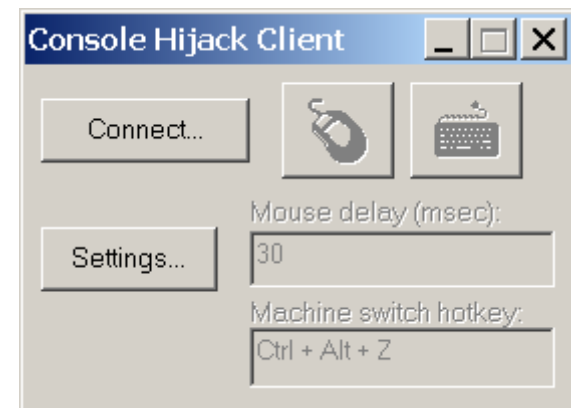 Console Hijack Client
Connect...
Mouse delay (msec):
Settings...
30
Machine switch hotkey:
Ctrl + Alt + Z